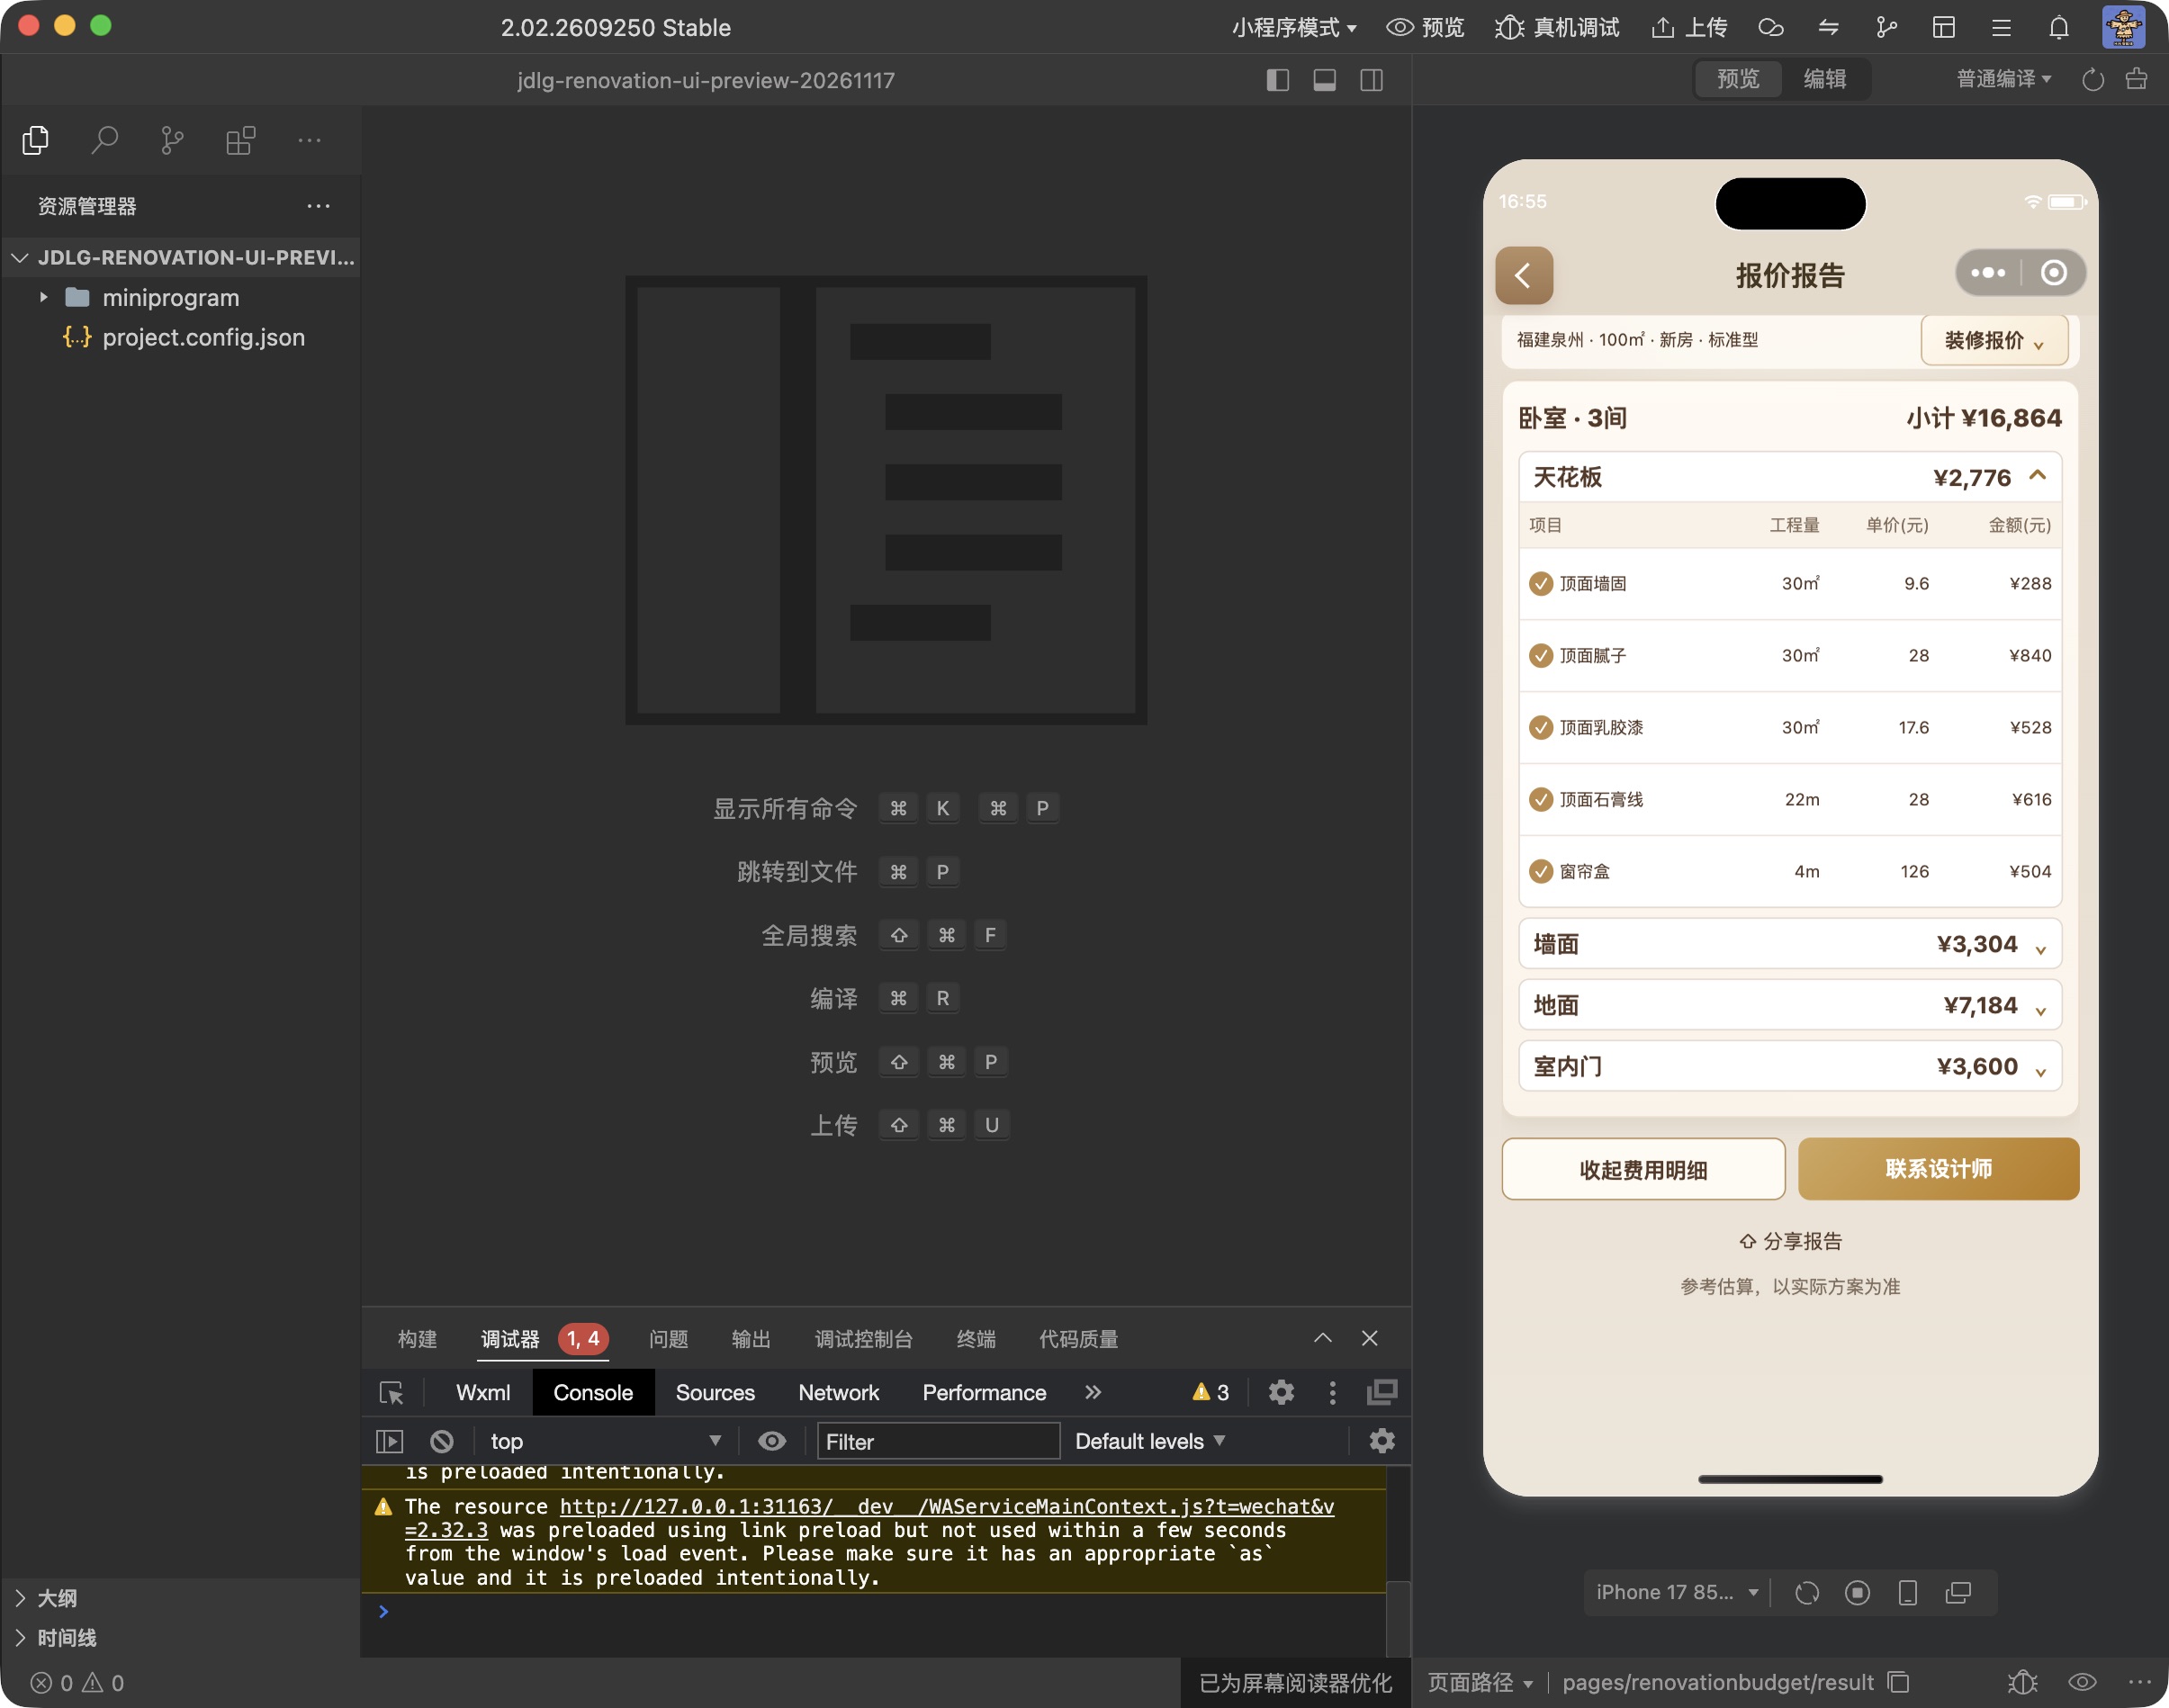 2.02.2609250 Stable
小程序模式
预览
真机调试
上传
jdlg-renovation-ui-preview-20261117
预览
编辑
普通编译
资源管理器
JDLG-RENOVATION-UI-PREVI...
miniprogram
{...} project.config.json
显示所有命令 ⌘ K ⌘ P
跳转到文件 ⌘ P
全局搜索 ⇧ ⌘ F
编译 ⌘ R
预览 ⇧ ⌘ P
上传 ⇧ ⌘ U
构建
调试器 1, 4
问题
输出
调试控制台
终端
代码质量
Wxml
Console
Sources
Network
Performance
3
top
Filter
Default levels
is preloaded intentionally.
The resource http://127.0.0.1:31163/__dev__/WAServiceMainContext.js?t=wechat&v
=2.32.3 was preloaded using link preload but not used within a few seconds
from the window's load event. Please make sure it has an appropriate `as`
value and it is preloaded intentionally.
大纲
时间线
0 0
已为屏幕阅读器优化
16:55
报价报告
福建泉州 · 100㎡ · 新房 · 标准型
装修报价
卧室 · 3间 小计 ¥16,864
天花板 ¥2,776
项目 工程量 单价(元) 金额(元)
顶面墙固 30㎡ 9.6 ¥288
顶面腻子 30㎡ 28 ¥840
顶面乳胶漆 30㎡ 17.6 ¥528
顶面石膏线 22m 28 ¥616
窗帘盒 4m 126 ¥504
墙面 ¥3,304
地面 ¥7,184
室内门 ¥3,600
收起费用明细
联系设计师
分享报告
参考估算，以实际方案为准
iPhone 17 85...
页面路径
pages/renovationbudget/result